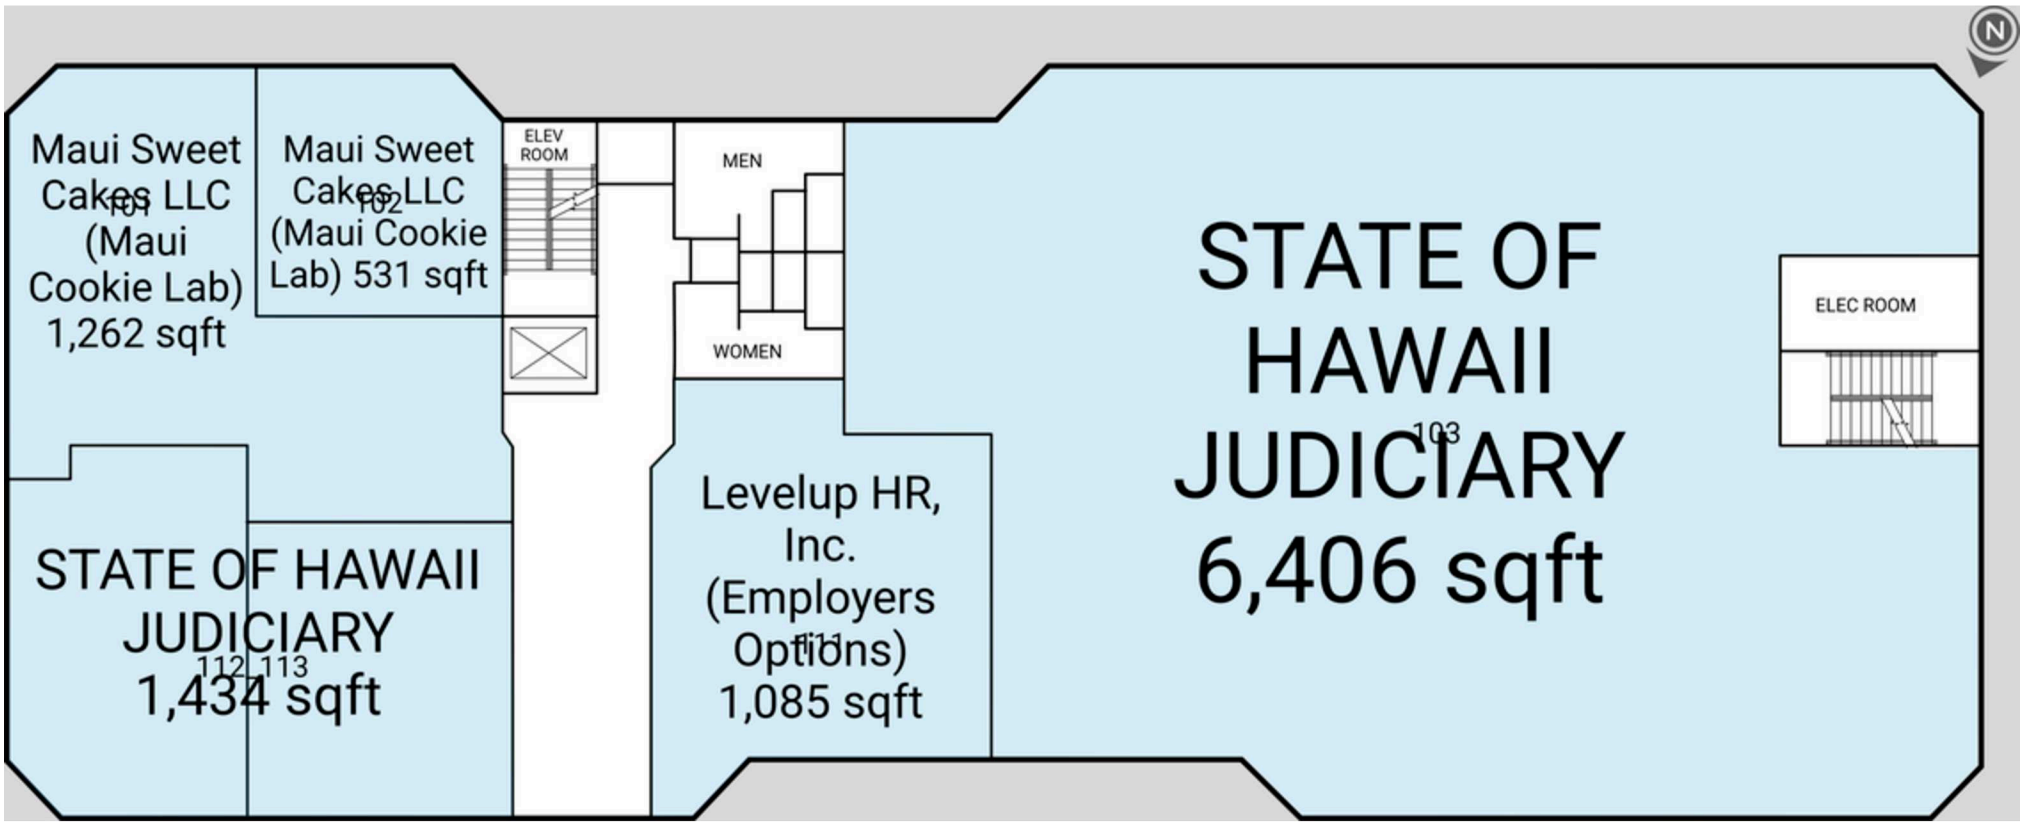 N
Maui Sweet
Cakes LLC
101
(Maui
Cookie Lab)
1,262 sqft
Maui Sweet
Cakes LLC
102
(Maui Cookie
Lab) 531 sqft
ELEV
ROOM
MEN
WOMEN
STATE OF
HAWAII
103
JUDICIARY
6,406 sqft
ELEC ROOM
Levelup HR,
Inc.
(Employers
Options)
111
1,085 sqft
STATE OF HAWAII
JUDICIARY
112_113
1,434 sqft